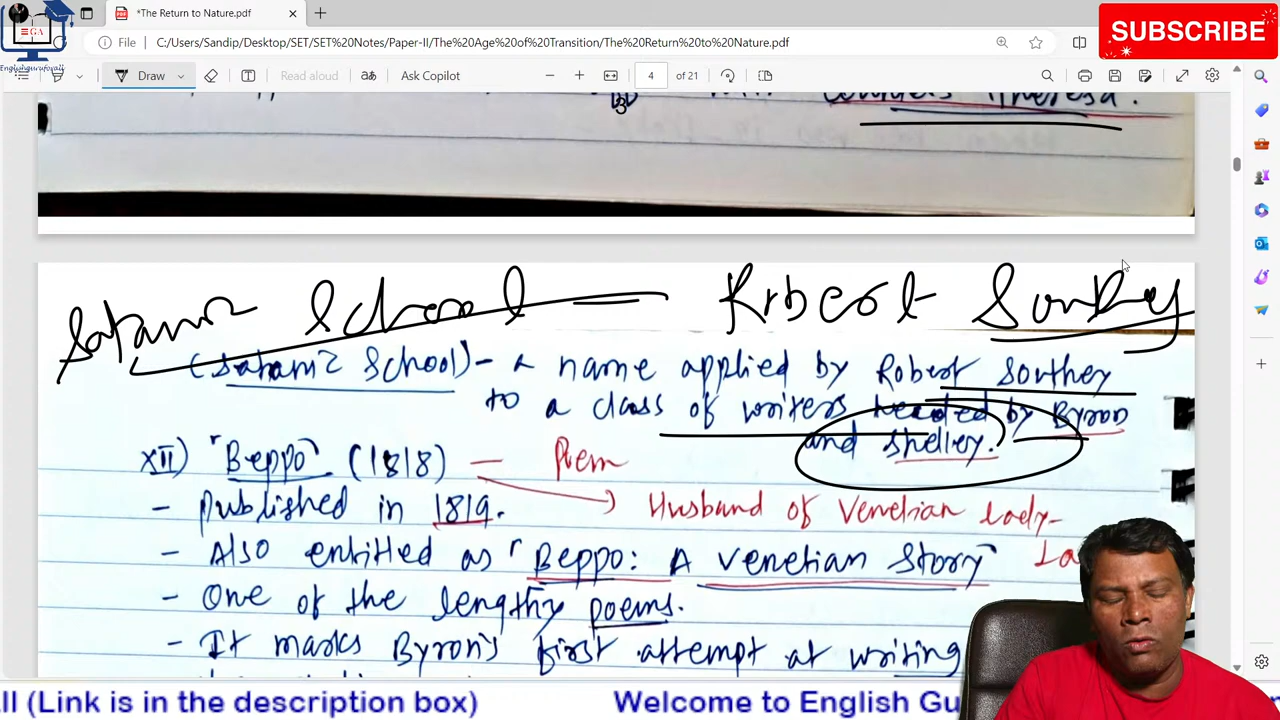 *The Return to Nature.pdf
SUBSCRIBE
File C:/Users/Sandip/Desktop/SET/SET%20Notes/Paper-II/The%20Age%20of%20Transition/The%20Return%20to%20Nature.pdf
EGA
Englishguruforall
Draw Read aloud Ask Copilot 4 of 21
Theresa.
Satanic School — Robert Southey
(Satanic School) - a name applied by Robert Southey
to a class of writers headed by Byron
and Shelley.
XII) "Beppo" (1818) — Poem
- Published in 1819. Husband of Venetian lady-
- Also entitled as "Beppo: A Venetian Story" La
- One of the lengthy poems.
- It marks Byron's first attempt at writing
ll (Link is in the description box) Welcome to English Gu